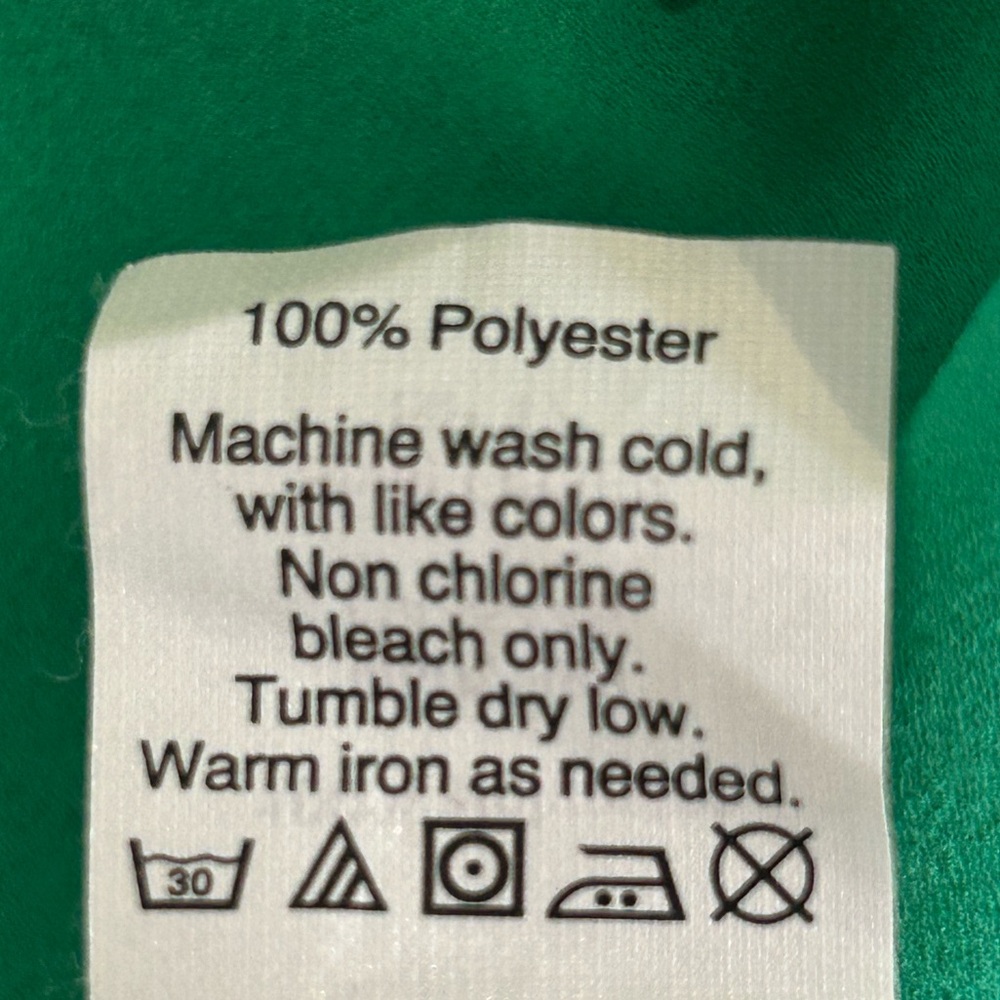 100% Polyester
Machine wash cold,
with like colors.
Non chlorine
bleach only.
Tumble dry low.
Warm iron as needed.
30